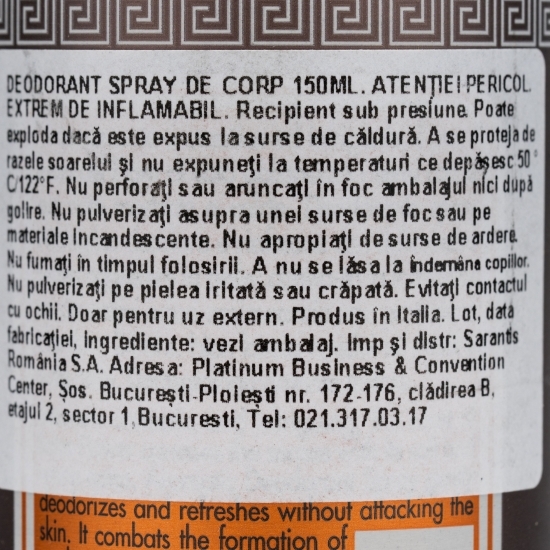 DEODORANT SPRAY DE CORP 150ML. ATENȚIE! PERICOL.
EXTREM DE INFLAMABIL. Recipient sub presiune. Poate
exploda dacă este expus la surse de căldură. A se proteja de
razele soarelui și nu expuneți la temperaturi ce depășesc 50°
C/122°F. Nu perforați sau aruncați în foc ambalajul nici după
golire. Nu pulverizați asupra unei surse de foc sau pe
materiale incandescente. Nu apropiați de surse de ardere.
Nu fumați în timpul folosirii. A nu se lăsa la îndemâna copiilor.
Nu pulverizați pe pielea iritată sau crăpată. Evitați contactul
cu ochii. Doar pentru uz extern. Produs în Italia. Lot, data
fabricației, ingrediente: vezi ambalaj. Imp și distr: Sarantis
România S.A. Adresa: Platinum Business & Convention
Center, Șos. București-Ploiești nr. 172-176, clădirea B,
etajul 2, sector 1, Bucuresti, Tel: 021.317.03.17
deodorizes and refreshes without attacking the
skin. It combats the formation of